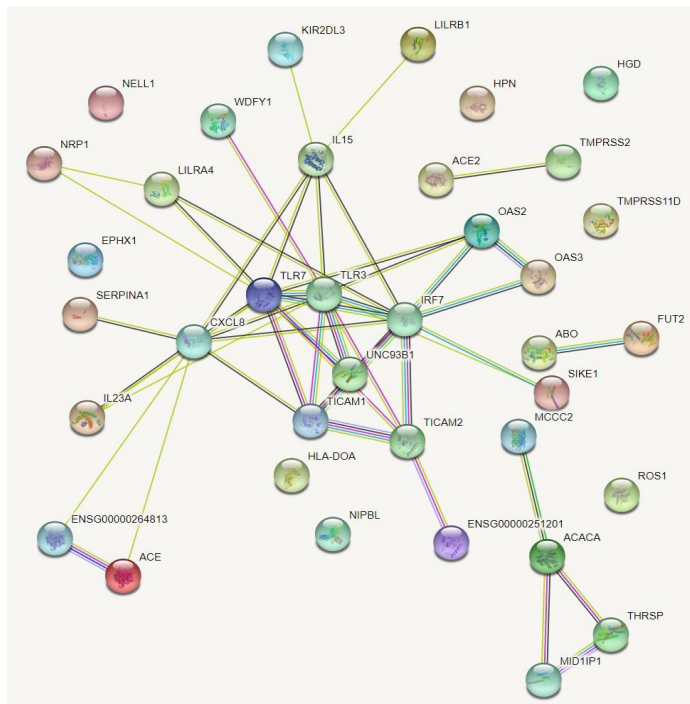 KIR2DL3
LILRB1
NELL1
HPN
HGD
WDFY1
IL15
NRP1
LILRA4
ACE2
TMPRSS2
TMPRSS11D
OAS2
EPHX1
OAS3
TLR7
TLR3
IRF7
SERPINA1
CXCL8
ABO
FUT2
UNC93B1
SIKE1
IL23A
TICAM1
MCCC2
TICAM2
HLA-DOA
ROS1
ENSG00000264813
NIPBL
ENSG00000251201
ACACA
ACE
THRSP
MID1IP1